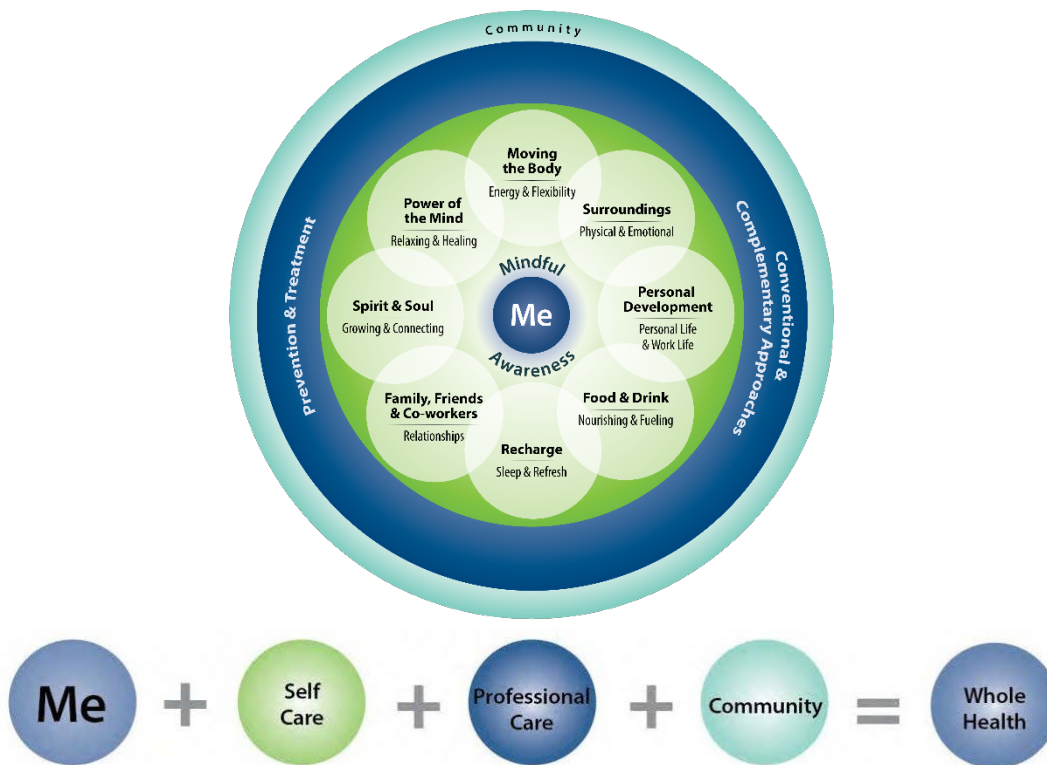 Community
Moving
the Body
Energy & Flexibility
Surroundings
Physical & Emotional
Personal
Development
Personal Life
& Work Life
Food & Drink
Nourishing & Fueling
Recharge
Sleep & Refresh
Family, Friends
& Co-workers
Relationships
Spirit & Soul
Growing & Connecting
Power of
the Mind
Relaxing & Healing
Mindful
Me
Awareness
Prevention & Treatment
Conventional &
Complementary Approaches
Me
+
Self
Care
+
Professional
Care
+
Community
=
Whole
Health